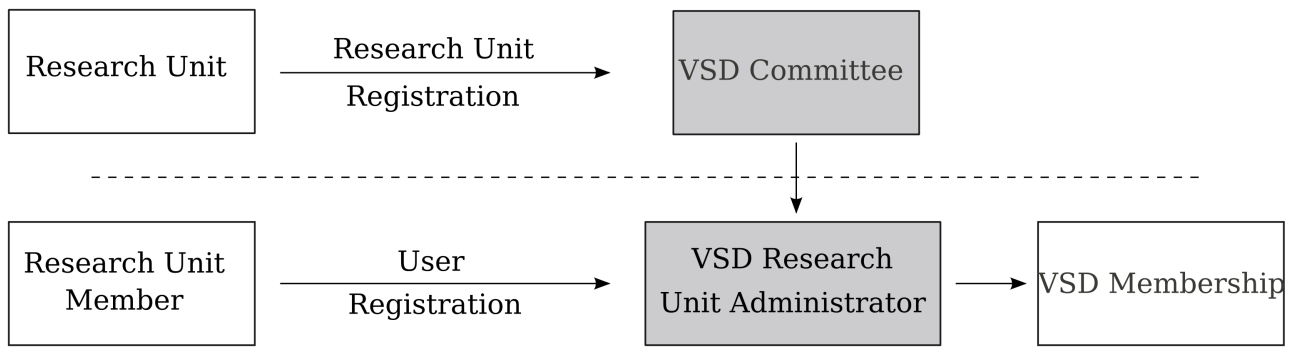 Research Unit
Research Unit
Registration
VSD Committee
Research Unit
Member
User
Registration
VSD Research
Unit Administrator
VSD Membership